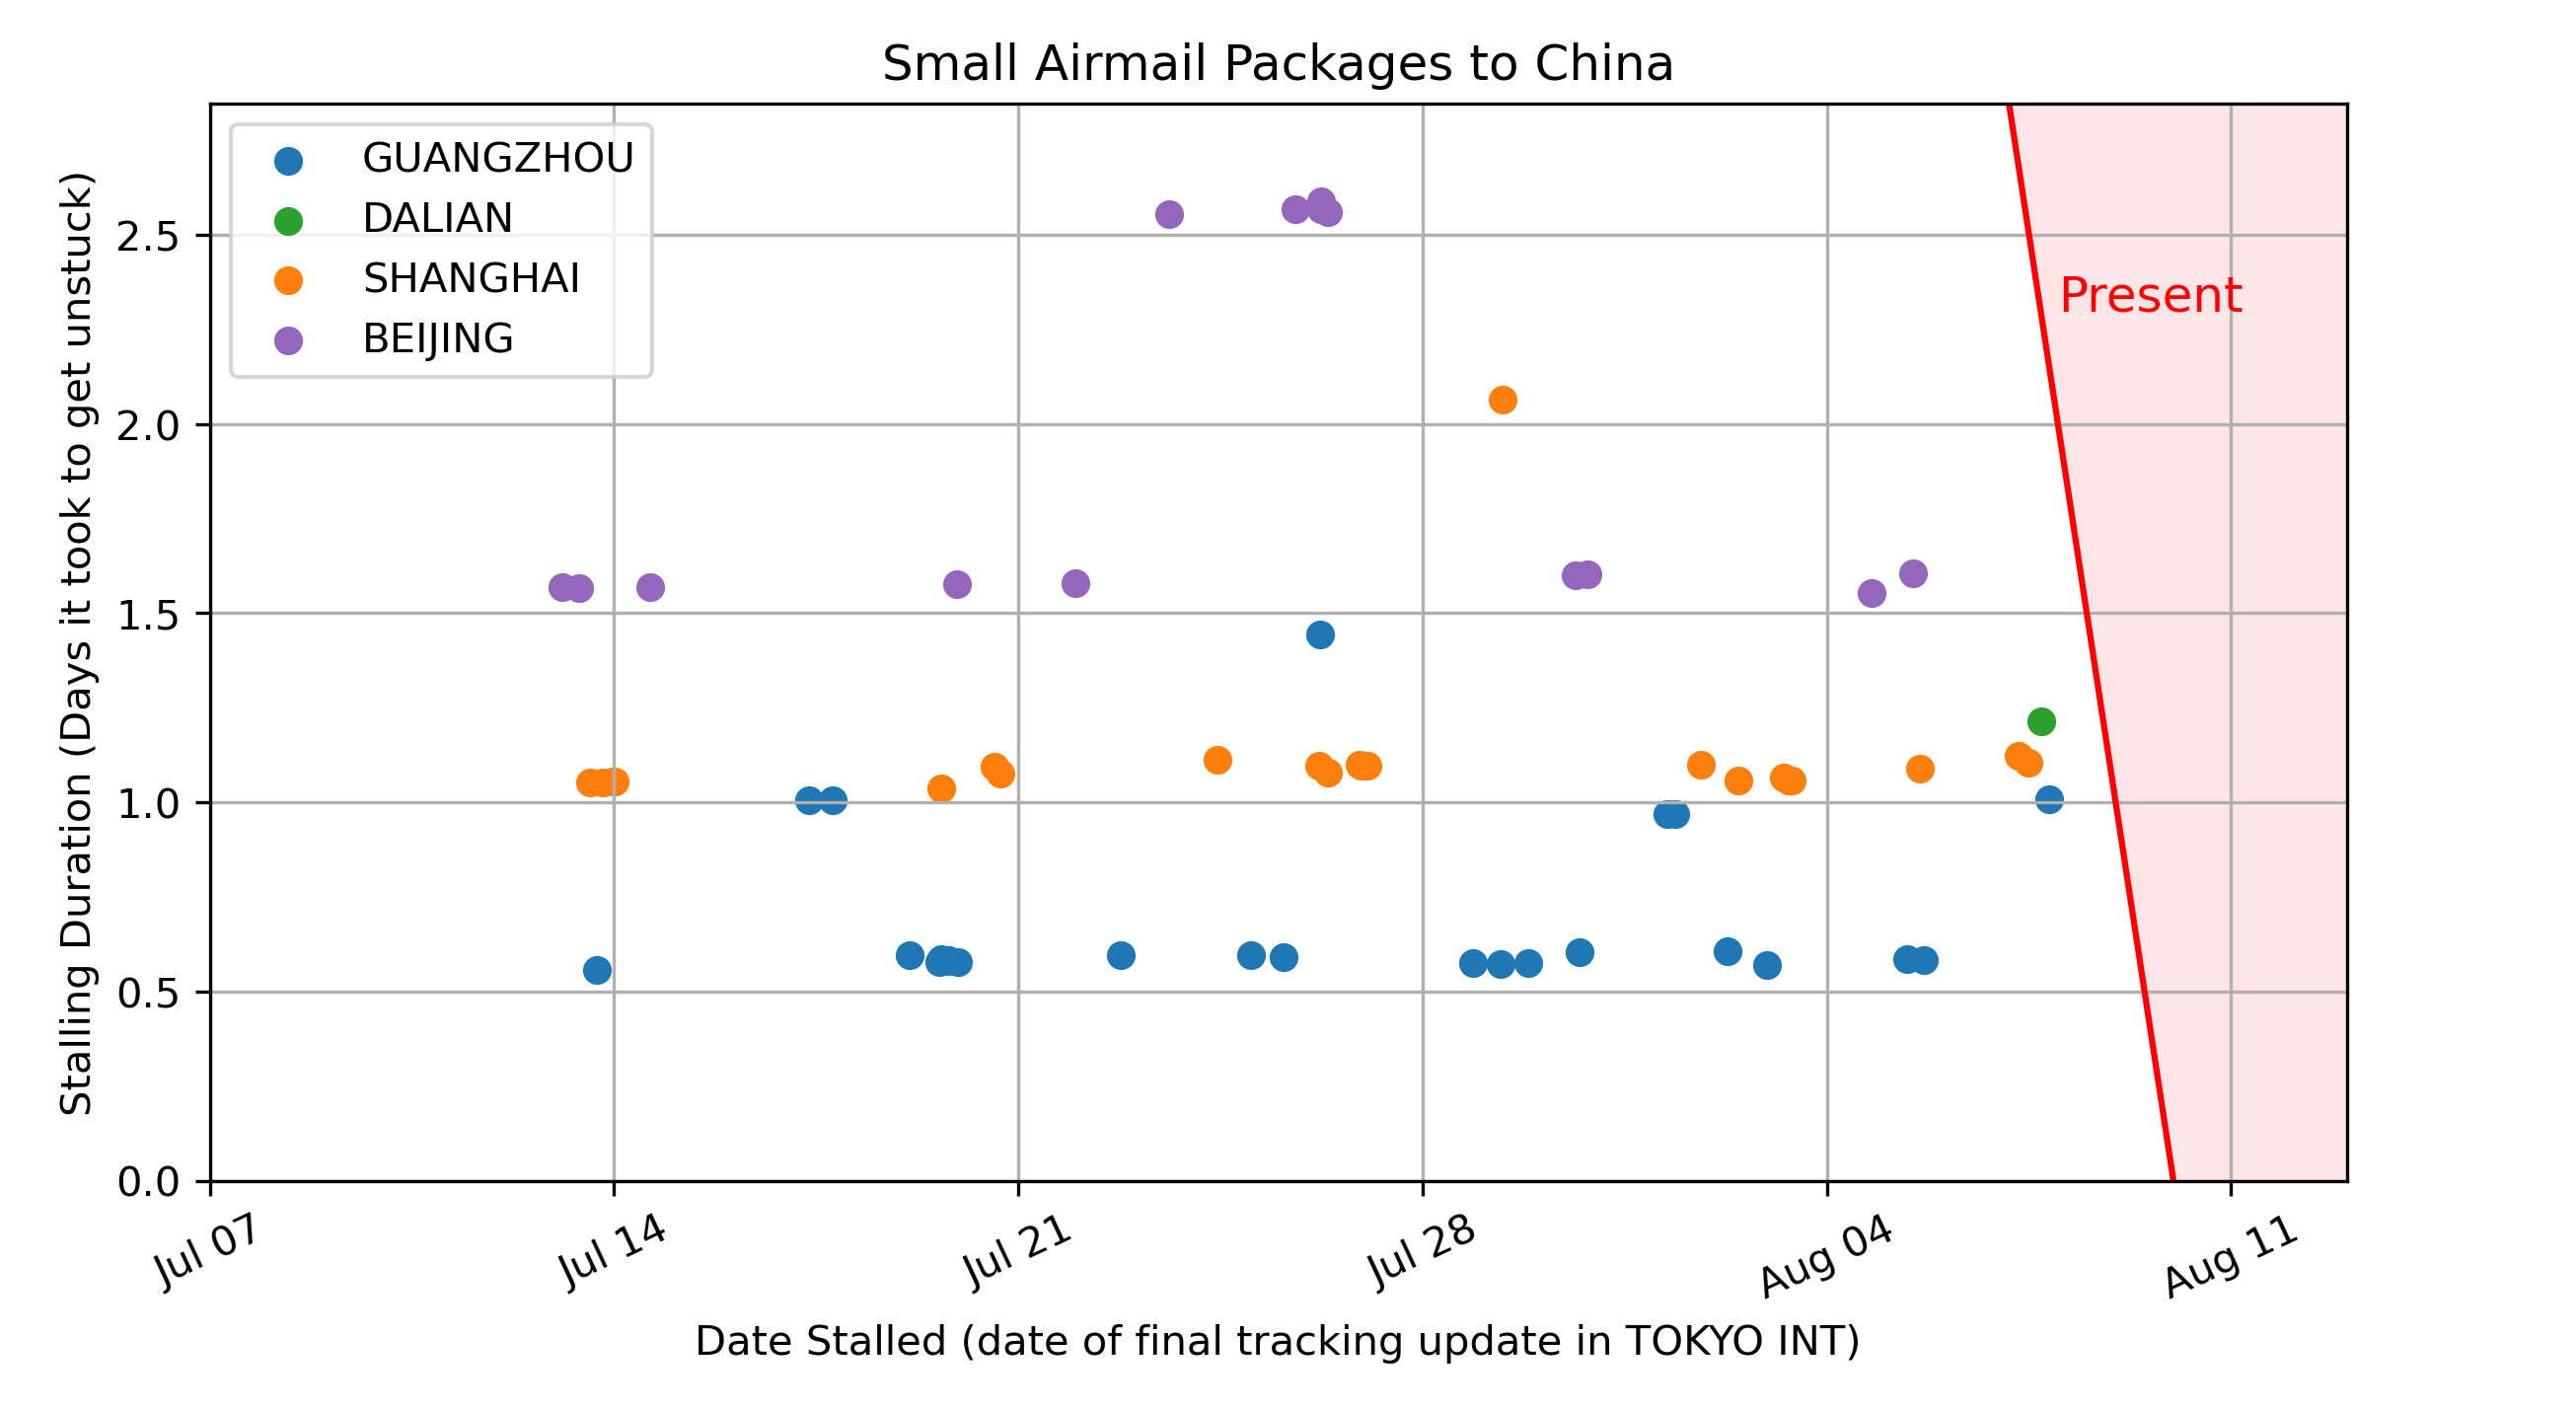 Small Airmail Packages to China
GUANGZHOU
DALIAN
SHANGHAI
BEIJING
Present
Stalling Duration (Days it took to get unstuck)
2.5
2.0
1.5
1.0
0.5
0.0
Jul 07
Jul 14
Jul 21
Jul 28
Aug 04
Aug 11
Date Stalled (date of final tracking update in TOKYO INT)